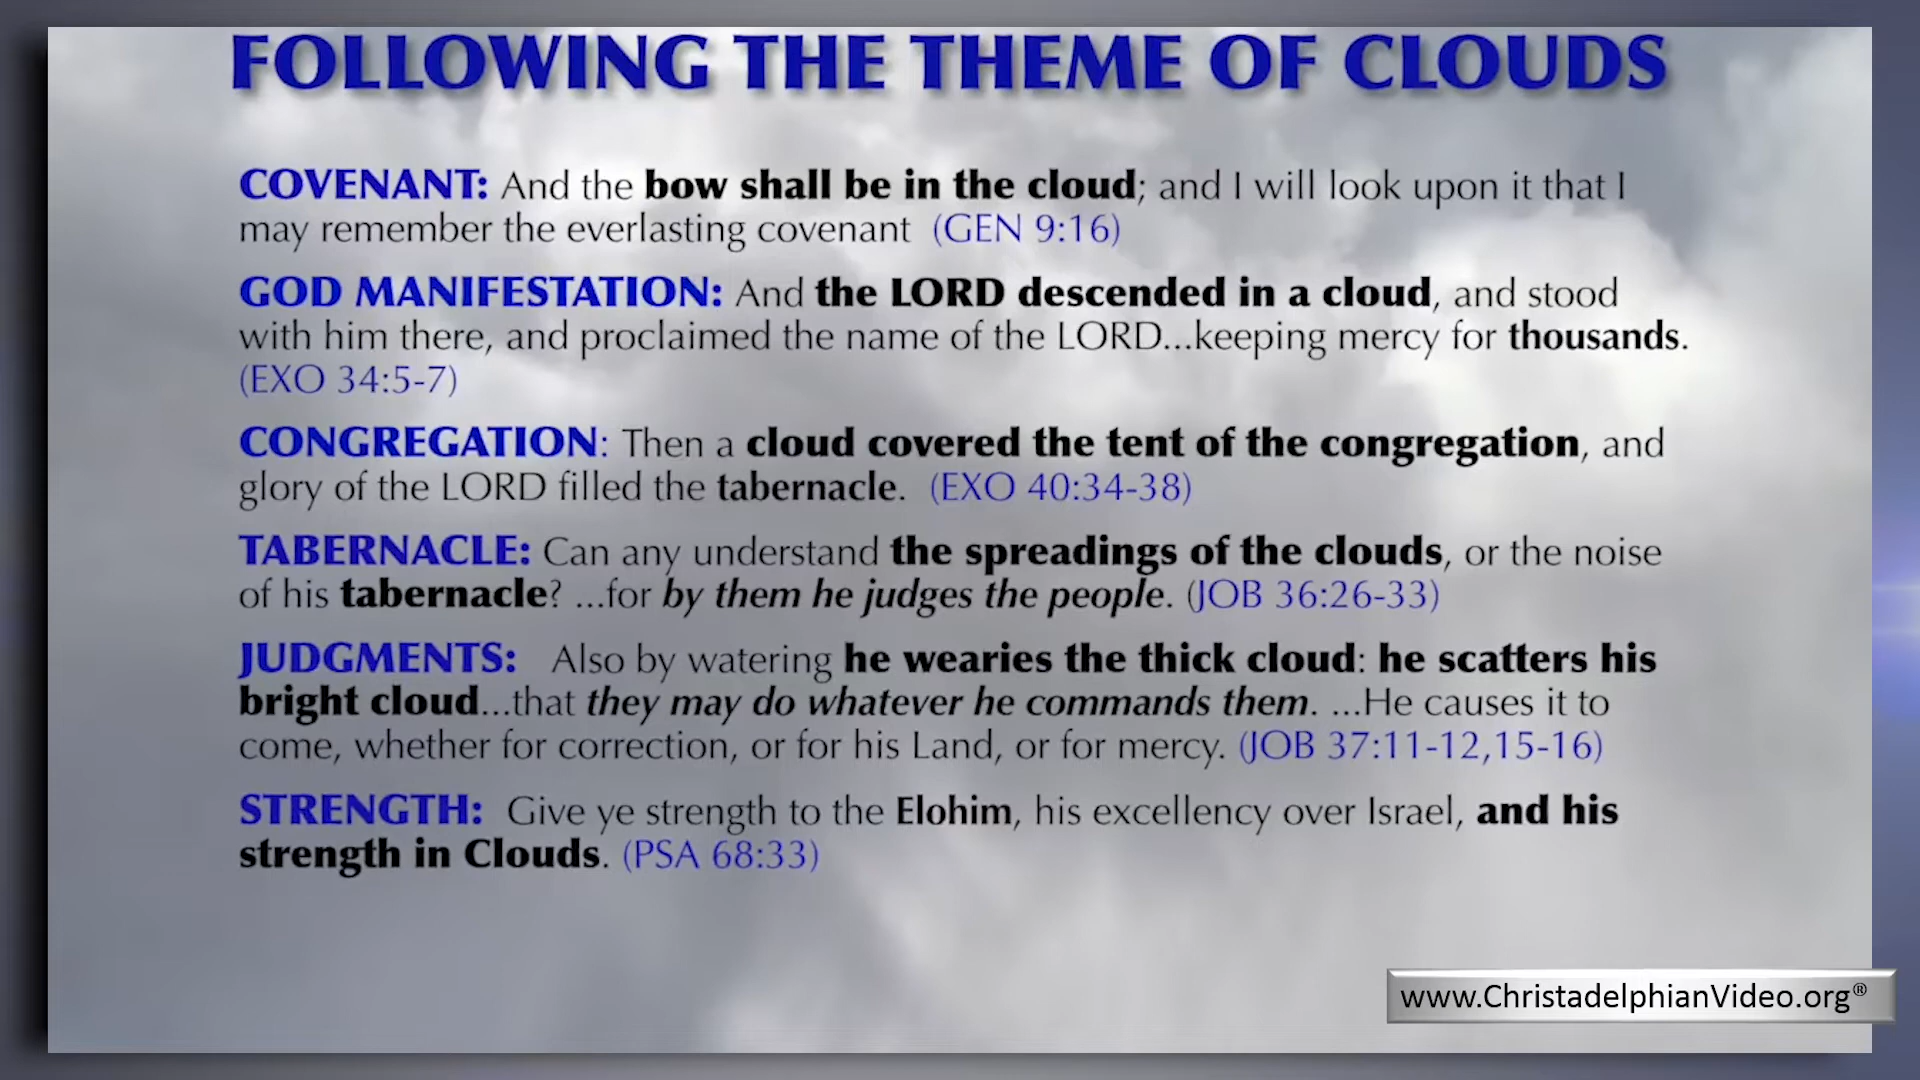 FOLLOWING THE THEME OF CLOUDS
COVENANT: And the bow shall be in the cloud; and I will look upon it that I
may remember the everlasting covenant (GEN 9:16)
GOD MANIFESTATION: And the LORD descended in a cloud, and stood
with him there, and proclaimed the name of the LORD...keeping mercy for thousands.
(EXO 34:5-7)
CONGREGATION: Then a cloud covered the tent of the congregation, and
glory of the LORD filled the tabernacle. (EXO 40:34-38)
TABERNACLE: Can any understand the spreadings of the clouds, or the noise
of his tabernacle? ...for by them he judges the people. (JOB 36:26-33)
JUDGMENTS: Also by watering he wearies the thick cloud: he scatters his
bright cloud...that they may do whatever he commands them. ...He causes it to
come, whether for correction, or for his Land, or for mercy. (JOB 37:11-12,15-16)
STRENGTH: Give ye strength to the Elohim, his excellency over Israel, and his
strength in Clouds. (PSA 68:33)
www.ChristadelphianVideo.org®